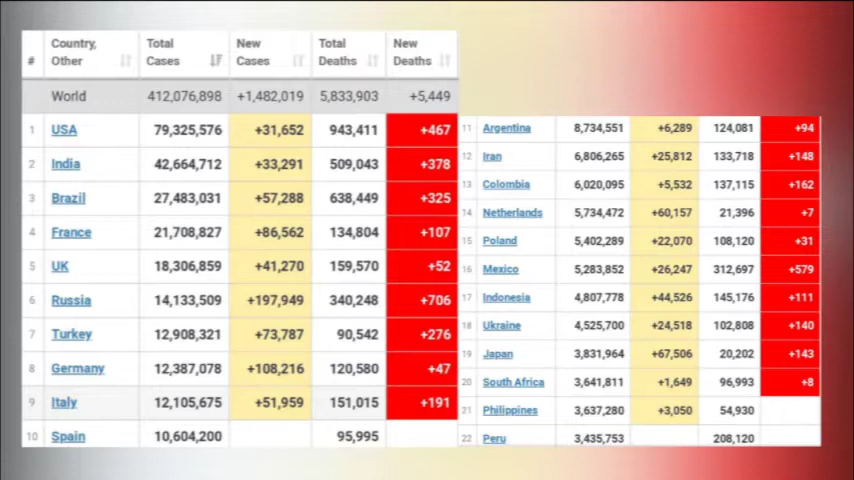 # Country, Other Total Cases New Cases Total Deaths New Deaths
World 412,076,898 +1,482,019 5,833,903 +5,449
1 USA 79,325,576 +31,652 943,411 +467
2 India 42,664,712 +33,291 509,043 +378
3 Brazil 27,483,031 +57,288 638,449 +325
4 France 21,708,827 +86,562 134,804 +107
5 UK 18,306,859 +41,270 159,570 +52
6 Russia 14,133,509 +197,949 340,248 +706
7 Turkey 12,908,321 +73,787 90,542 +276
8 Germany 12,387,078 +108,216 120,580 +47
9 Italy 12,105,675 +51,959 151,015 +191
10 Spain 10,604,200 95,995
11 Argentina 8,734,551 +6,289 124,081 +94
12 Iran 6,806,265 +25,812 133,718 +148
13 Colombia 6,020,095 +5,532 137,115 +162
14 Netherlands 5,734,472 +60,157 21,396 +7
15 Poland 5,402,289 +22,070 108,120 +31
16 Mexico 5,283,852 +26,247 312,697 +579
17 Indonesia 4,807,778 +44,526 145,176 +111
18 Ukraine 4,525,700 +24,518 102,808 +140
19 Japan 3,831,964 +67,506 20,202 +143
20 South Africa 3,641,811 +1,649 96,993 +8
21 Philippines 3,637,280 +3,050 54,930
22 Peru 3,435,753 208,120